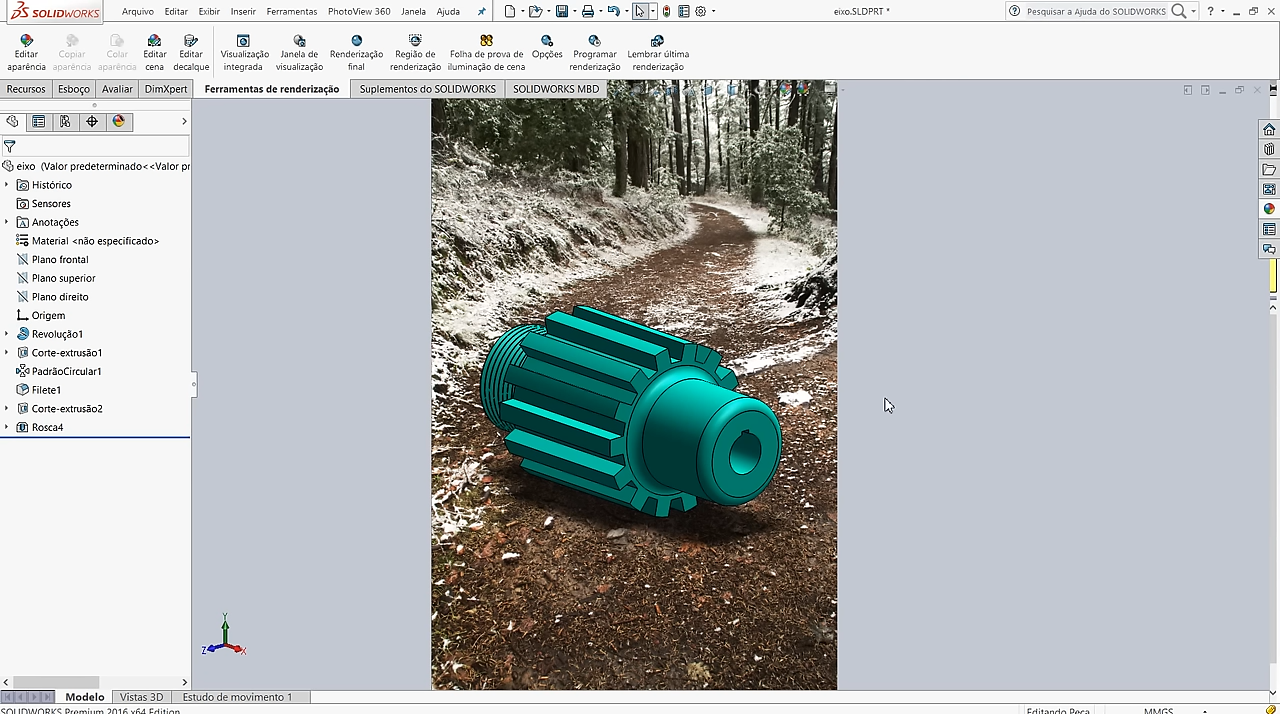 SOLIDWORKS
Arquivo Editar Exibir Inserir Ferramentas PhotoView 360 Janela Ajuda
eixo.SLDPRT *
Pesquisar a Ajuda do SOLIDWORKS
?
Editar aparência
Copiar aparência
Colar aparência
Editar cena
Editar decalque
Visualização integrada
Janela de visualização
Renderização final
Região de renderização
Folha de prova de iluminação de cena
Opções
Programar renderização
Lembrar última renderização
Recursos Esboço Avaliar DimXpert Ferramentas de renderização Suplementos do SOLIDWORKS SOLIDWORKS MBD
eixo (Valor predeterminado<<Valor pr
Histórico
Sensores
Anotações
Material <não especificado>
Plano frontal
Plano superior
Plano direito
Origem
Revolução1
Corte-extrusão1
PadrãoCircular1
Filete1
Corte-extrusão2
Rosca4
Y
Z
X
Modelo Vistas 3D Estudo de movimento 1
SOLIDWORKS Premium 2016 x64 Edition
Editando Peça
MMGS